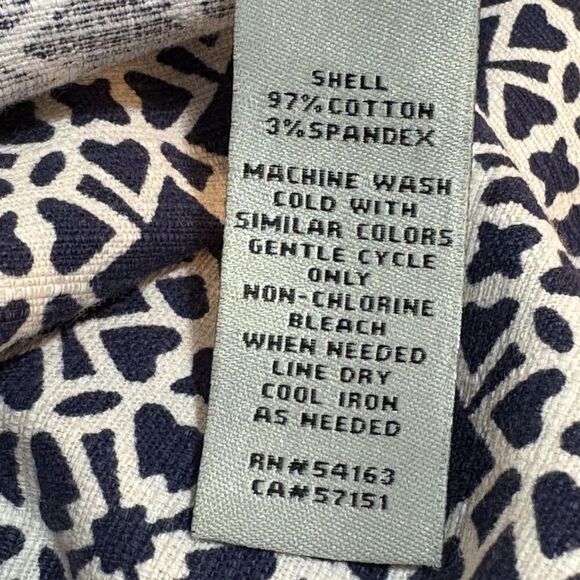 SHELL
97%COTTON
3%SPANDEX
MACHINE WASH
COLD WITH
SIMILAR COLORS
GENTLE CYCLE
ONLY
NON-CHLORINE
BLEACH
WHEN NEEDED
LINE DRY
COOL IRON
AS NEEDED
RN#54163
CA#57151